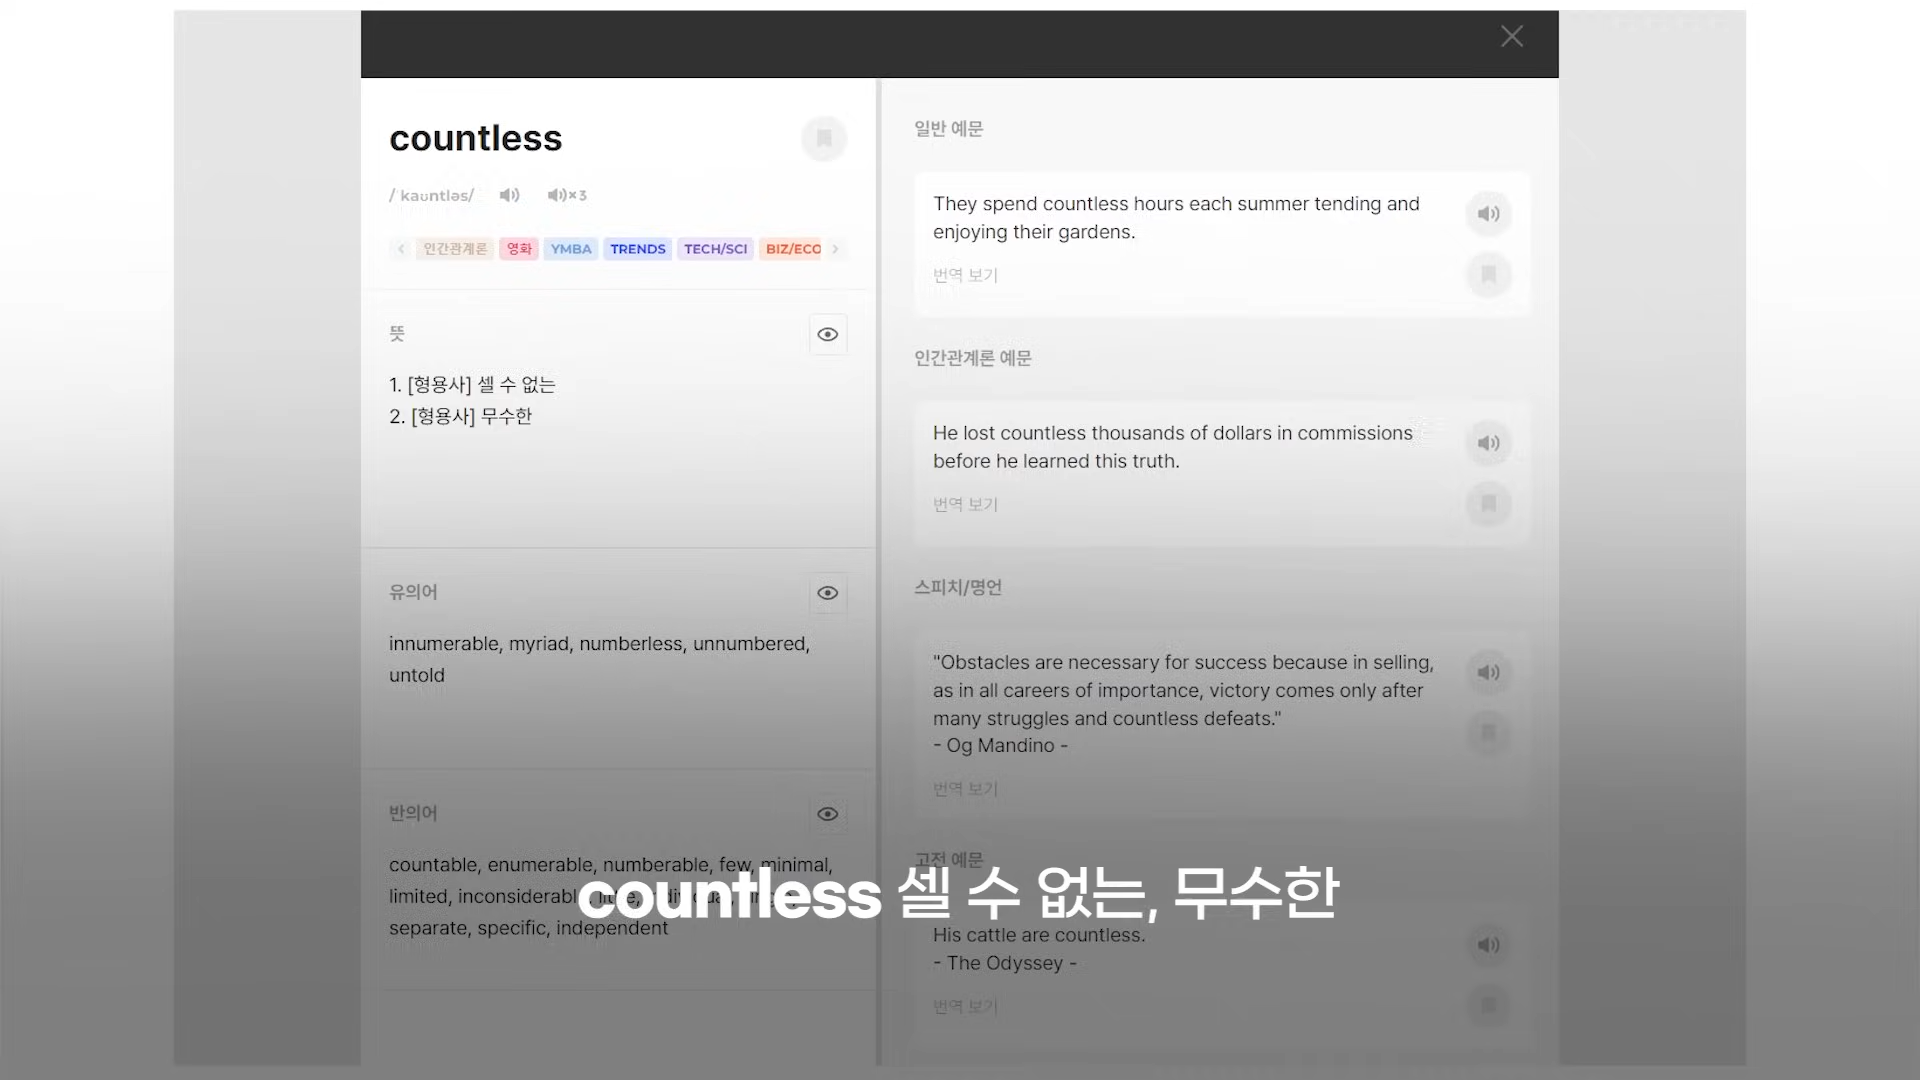 countless
/ˈkaʊntləs/
×3
인간관계론 영화 YMBA TRENDS TECH/SCI BIZ/ECO
뜻
1. [형용사] 셀 수 없는
2. [형용사] 무수한
유의어
innumerable, myriad, numberless, unnumbered,
untold
반의어
countable, enumerable, numberable, few, minimal,
limited, inconsiderable,
separate, specific, independent
일반 예문
They spend countless hours each summer tending and
enjoying their gardens.
번역 보기
인간관계론 예문
He lost countless thousands of dollars in commissions
before he learned this truth.
번역 보기
스피치/명언
"Obstacles are necessary for success because in selling,
as in all careers of importance, victory comes only after
many struggles and countless defeats."
- Og Mandino -
번역 보기
고전 예문
His cattle are countless.
- The Odyssey -
번역 보기
countless 셀 수 없는, 무수한